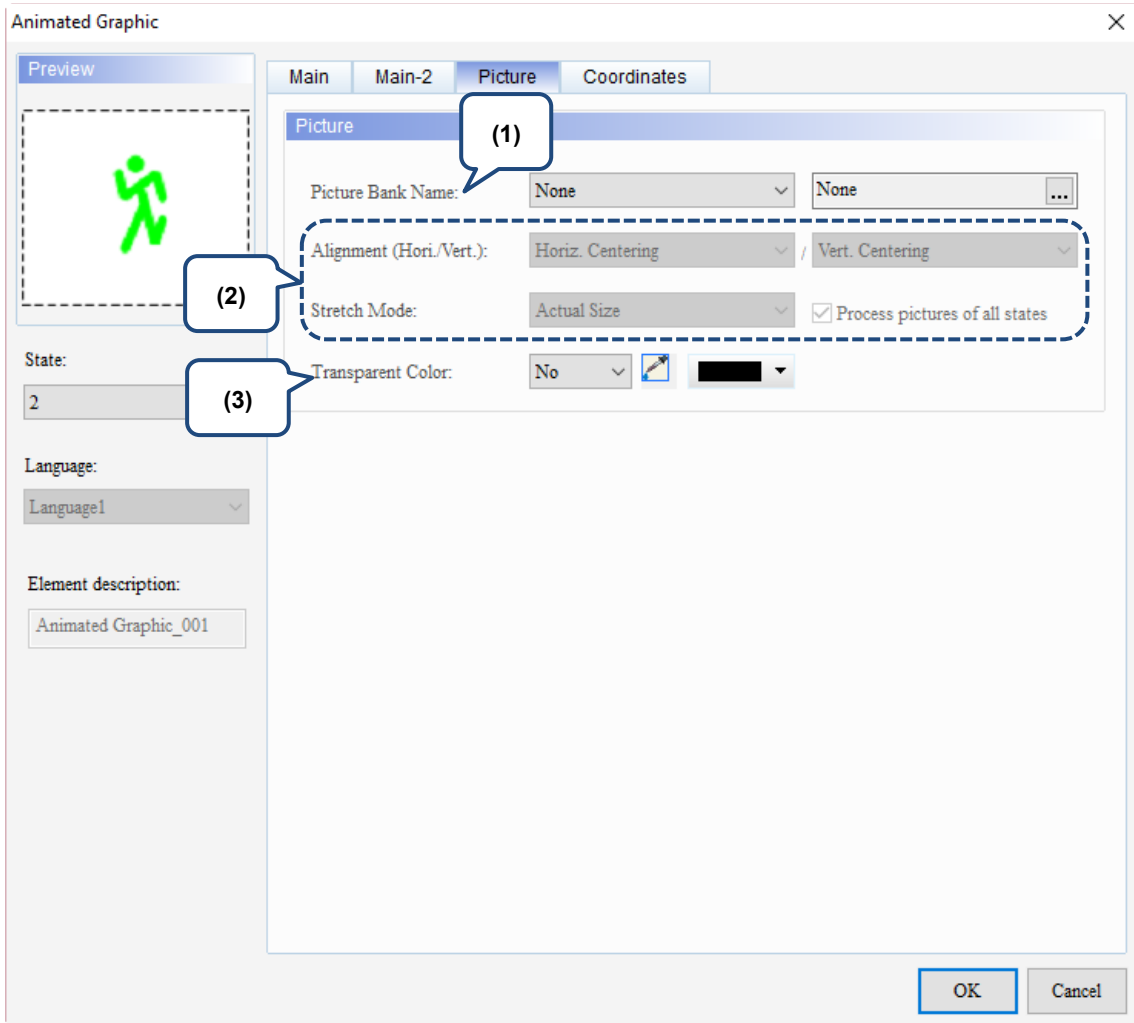 Animated Graphic
Preview
Main Main-2 Picture Coordinates
Picture
(1)
Picture Bank Name: None None ...
Alignment (Hori./Vert.): Horiz. Centering / Vert. Centering
(2)
Stretch Mode: Actual Size Process pictures of all states
State:
Transparent Color: No
2
(3)
Language:
Language1
Element description:
Animated Graphic_001
OK Cancel